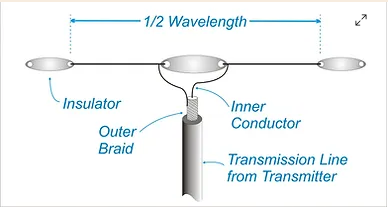 1/2 Wavelength
Insulator
Inner
Conductor
Outer
Braid
Transmission Line
from Transmitter